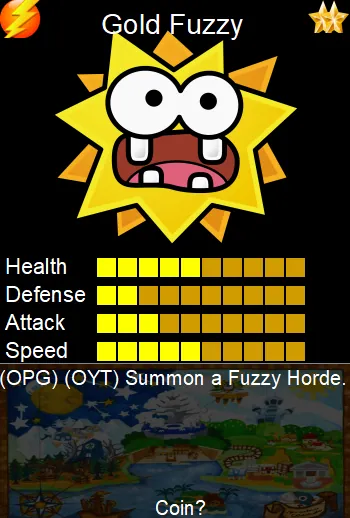 Gold Fuzzy
Health
Defense
Attack
Speed
(OPG) (OYT) Summon a Fuzzy Horde.
Coin?